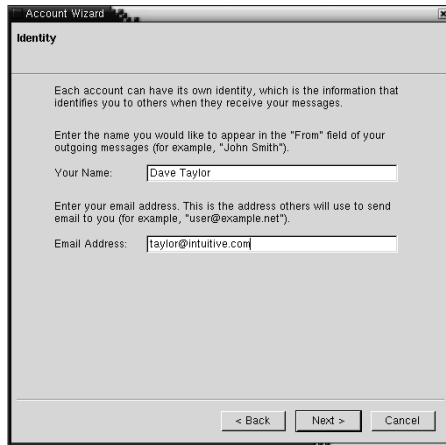 Account Wizard
Identity
Each account can have its own identity, which is the information that
identifies you to others when they receive your messages.
Enter the name you would like to appear in the "From" field of your
outgoing messages (for example, "John Smith").
Your Name: Dave Taylor
Enter your email address. This is the address others will use to send
email to you (for example, "user@example.net").
Email Address: taylor@intuitive.com
< Back Next > Cancel